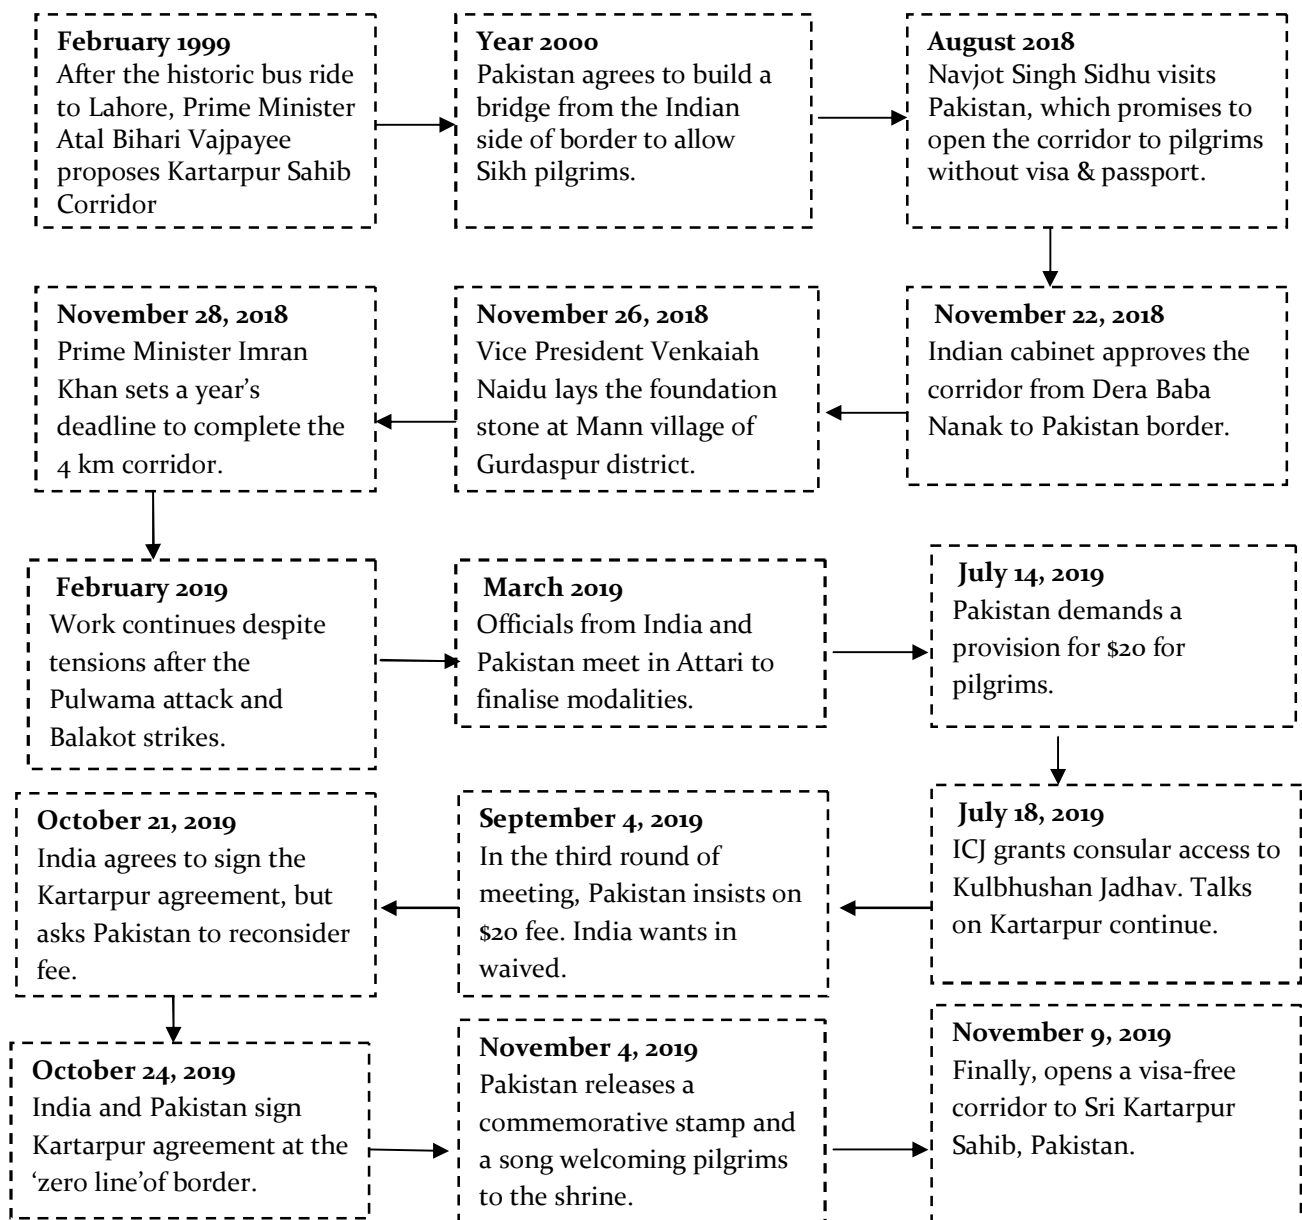 February 1999
After the historic bus ride
to Lahore, Prime Minister
Atal Bihari Vajpayee
proposes Kartarpur Sahib
Corridor
Year 2000
Pakistan agrees to build a
bridge from the Indian
side of border to allow
Sikh pilgrims.
August 2018
Navjot Singh Sidhu visits
Pakistan, which promises to
open the corridor to pilgrims
without visa & passport.
November 22, 2018
Indian cabinet approves the
corridor from Dera Baba
Nanak to Pakistan border.
November 26, 2018
Vice President Venkaiah
Naidu lays the foundation
stone at Mann village of
Gurdaspur district.
November 28, 2018
Prime Minister Imran
Khan sets a year's
deadline to complete the
4 km corridor.
February 2019
Work continues despite
tensions after the
Pulwama attack and
Balakot strikes.
March 2019
Officials from India and
Pakistan meet in Attari to
finalise modalities.
July 14, 2019
Pakistan demands a
provision for $20 for
pilgrims.
July 18, 2019
ICJ grants consular access to
Kulbhushan Jadhav. Talks
on Kartarpur continue.
September 4, 2019
In the third round of
meeting, Pakistan insists on
$20 fee. India wants in
waived.
October 21, 2019
India agrees to sign the
Kartarpur agreement, but
asks Pakistan to reconsider
fee.
October 24, 2019
India and Pakistan sign
Kartarpur agreement at the
‘zero line’of border.
November 4, 2019
Pakistan releases a
commemorative stamp and
a song welcoming pilgrims
to the shrine.
November 9, 2019
Finally, opens a visa-free
corridor to Sri Kartarpur
Sahib, Pakistan.